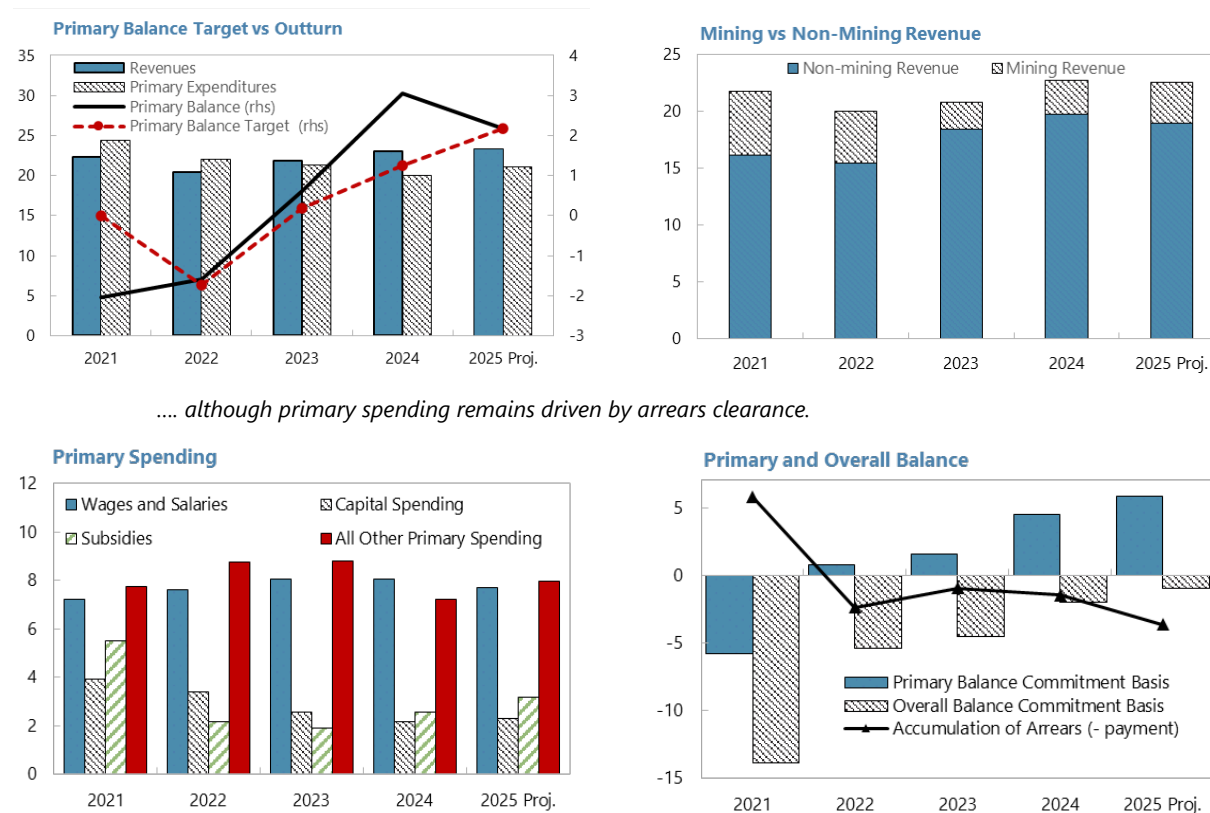 Primary Balance Target vs Outturn
35
30
25
20
15
10
5
0
4
3
2
1
0
-1
-2
-3
Revenues
Primary Expenditures
Primary Balance (rhs)
Primary Balance Target (rhs)
2021 2022 2023 2024 2025 Proj.
Mining vs Non-Mining Revenue
25
20
15
10
5
0
Non-mining Revenue Mining Revenue
2021 2022 2023 2024 2025 Proj.
.... although primary spending remains driven by arrears clearance.
Primary Spending
12
10
8
6
4
2
0
Wages and Salaries Capital Spending
Subsidies All Other Primary Spending
2021 2022 2023 2024 2025 Proj.
Primary and Overall Balance
5
0
-5
-10
-15
Primary Balance Commitment Basis
Overall Balance Commitment Basis
Accumulation of Arrears (- payment)
2021 2022 2023 2024 2025 Proj.